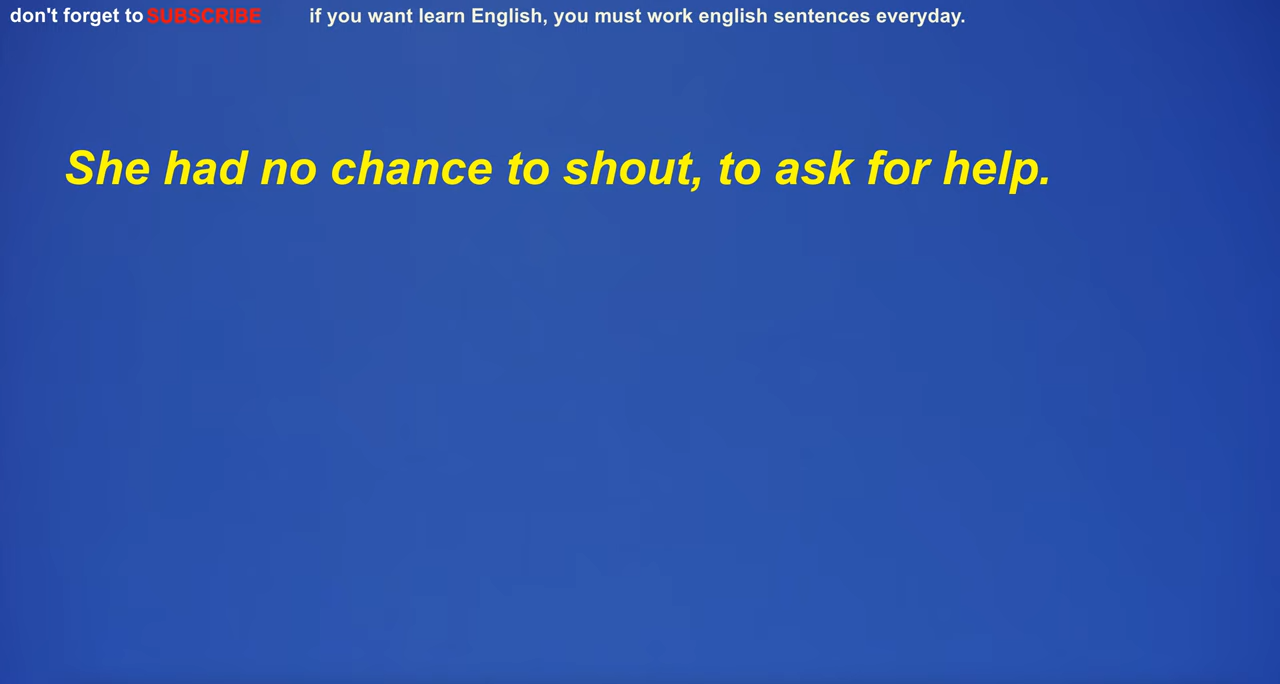 don't forget to SUBSCRIBE if you want learn English, you must work english sentences everyday.
She had no chance to shout, to ask for help.